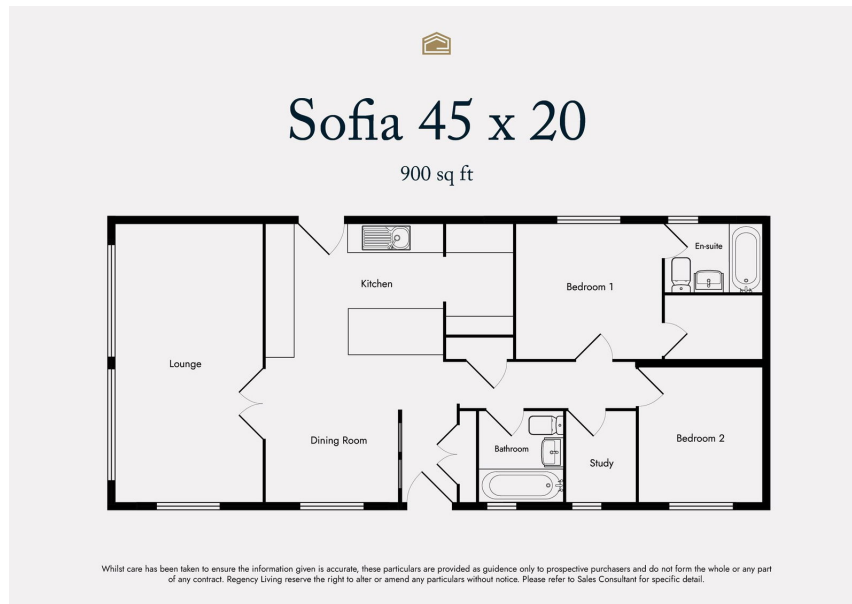 Sofia 45 x 20
900 sq ft
En-suite
Kitchen
Bedroom 1
Lounge
Dining Room
Bathroom
Study
Bedroom 2
Whilst care has been taken to ensure the information given is accurate, these particulars are provided as guidence only to prospective purchasers and do not form the whole or any part
of any contract. Regency Living reserve the right to alter or amend any particulars without notice. Please refer to Sales Consultant for specific detail.